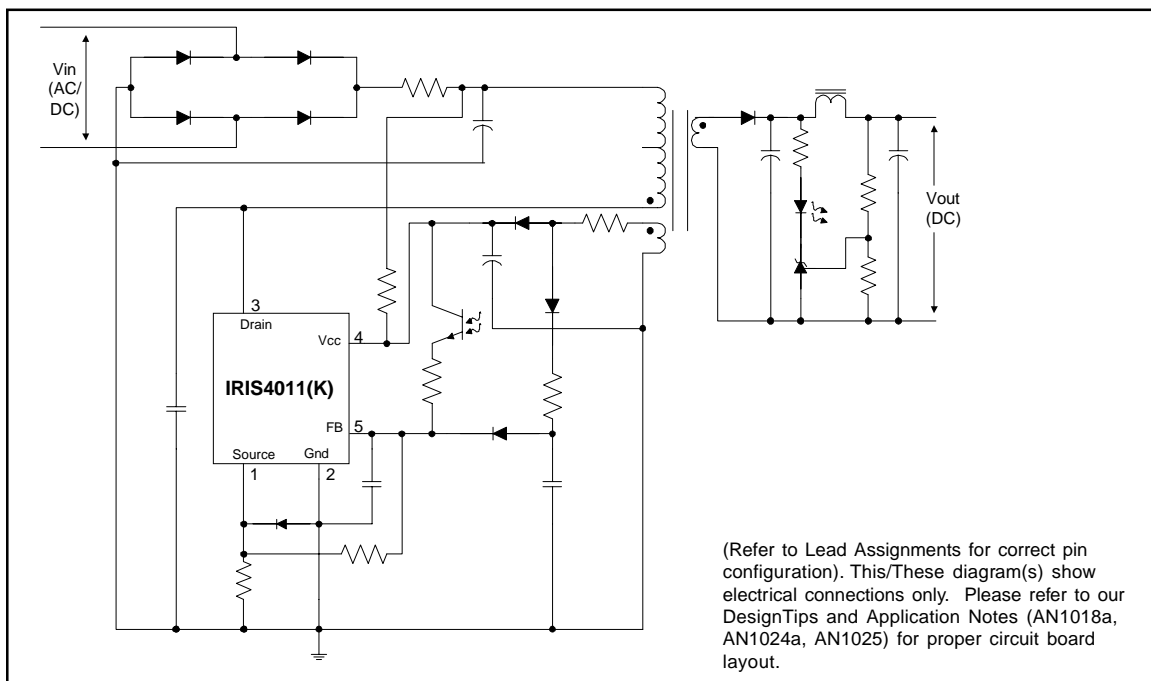 Vin
(AC/
DC)
Vout
(DC)
3
Drain
Vcc
4
IRIS4011(K)
FB
5
Source
Gnd
1
2
(Refer to Lead Assignments for correct pin
configuration). This/These diagram(s) show
electrical connections only. Please refer to our
DesignTips and Application Notes (AN1018a,
AN1024a, AN1025) for proper circuit board
layout.